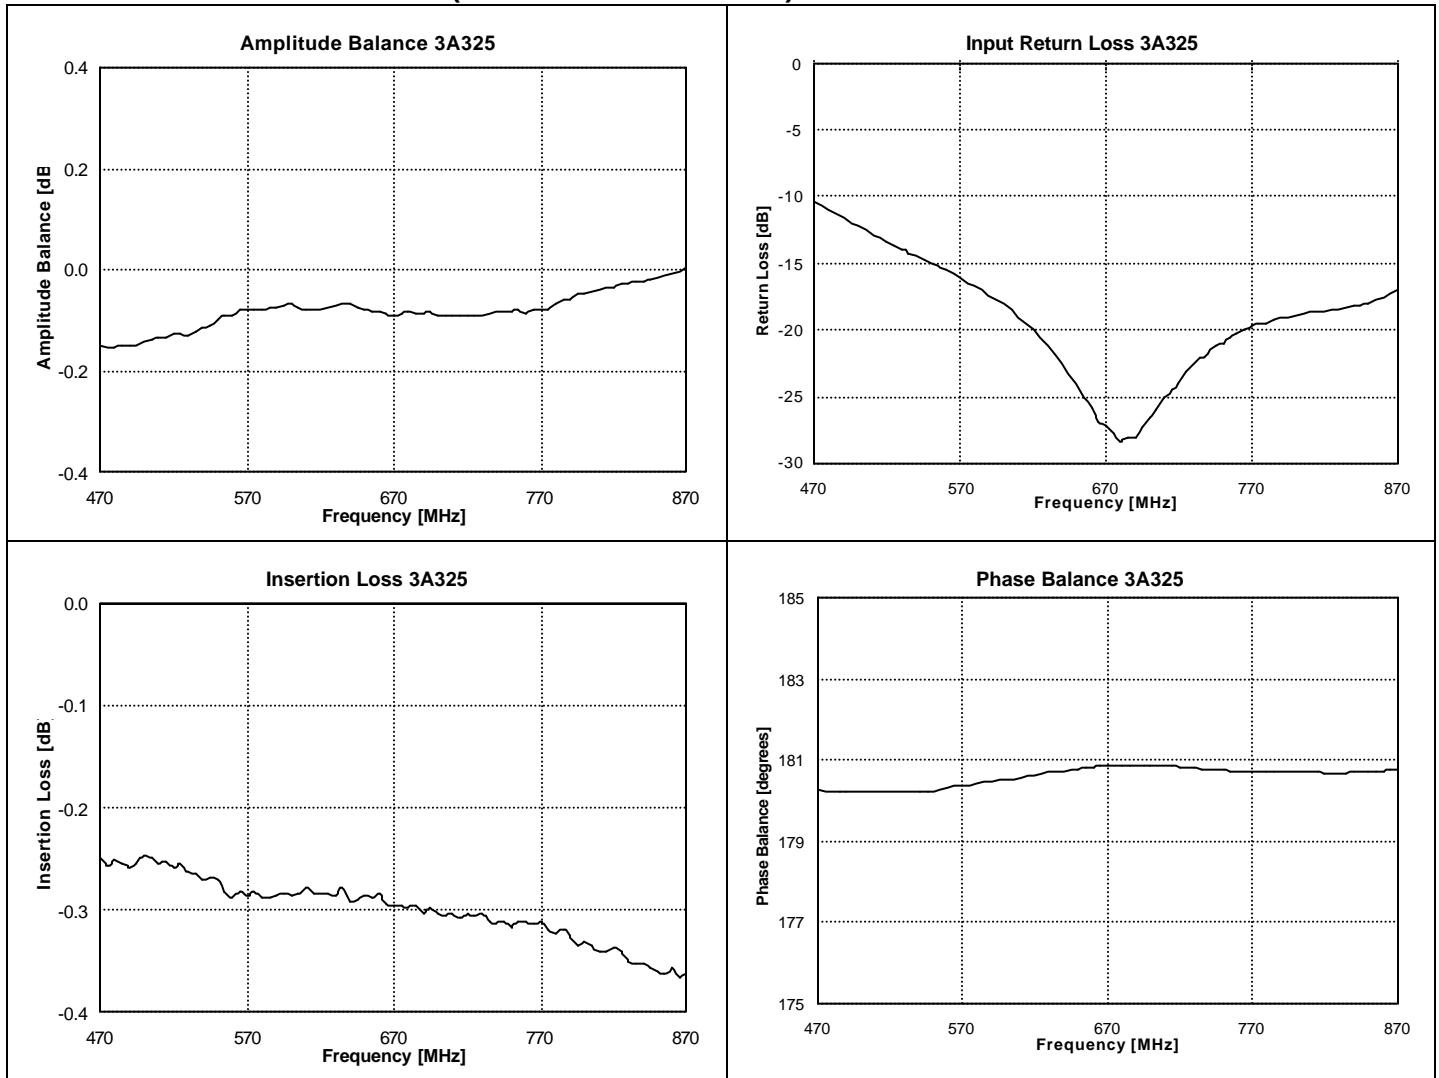 Amplitude Balance 3A325
0.4
0.2
0.0
-0.2
-0.4
Amplitude Balance [dB
470 570 670 770 870
Frequency [MHz]
Input Return Loss 3A325
0
-5
-10
-15
-20
-25
-30
Return Loss [dB]
470 570 670 770 870
Frequency [MHz]
Insertion Loss 3A325
0.0
-0.1
-0.2
-0.3
-0.4
Insertion Loss [dB
470 570 670 770 870
Frequency [MHz]
Phase Balance 3A325
185
183
181
179
177
175
Phase Balance [degrees]
470 570 670 770 870
Frequency [MHz]